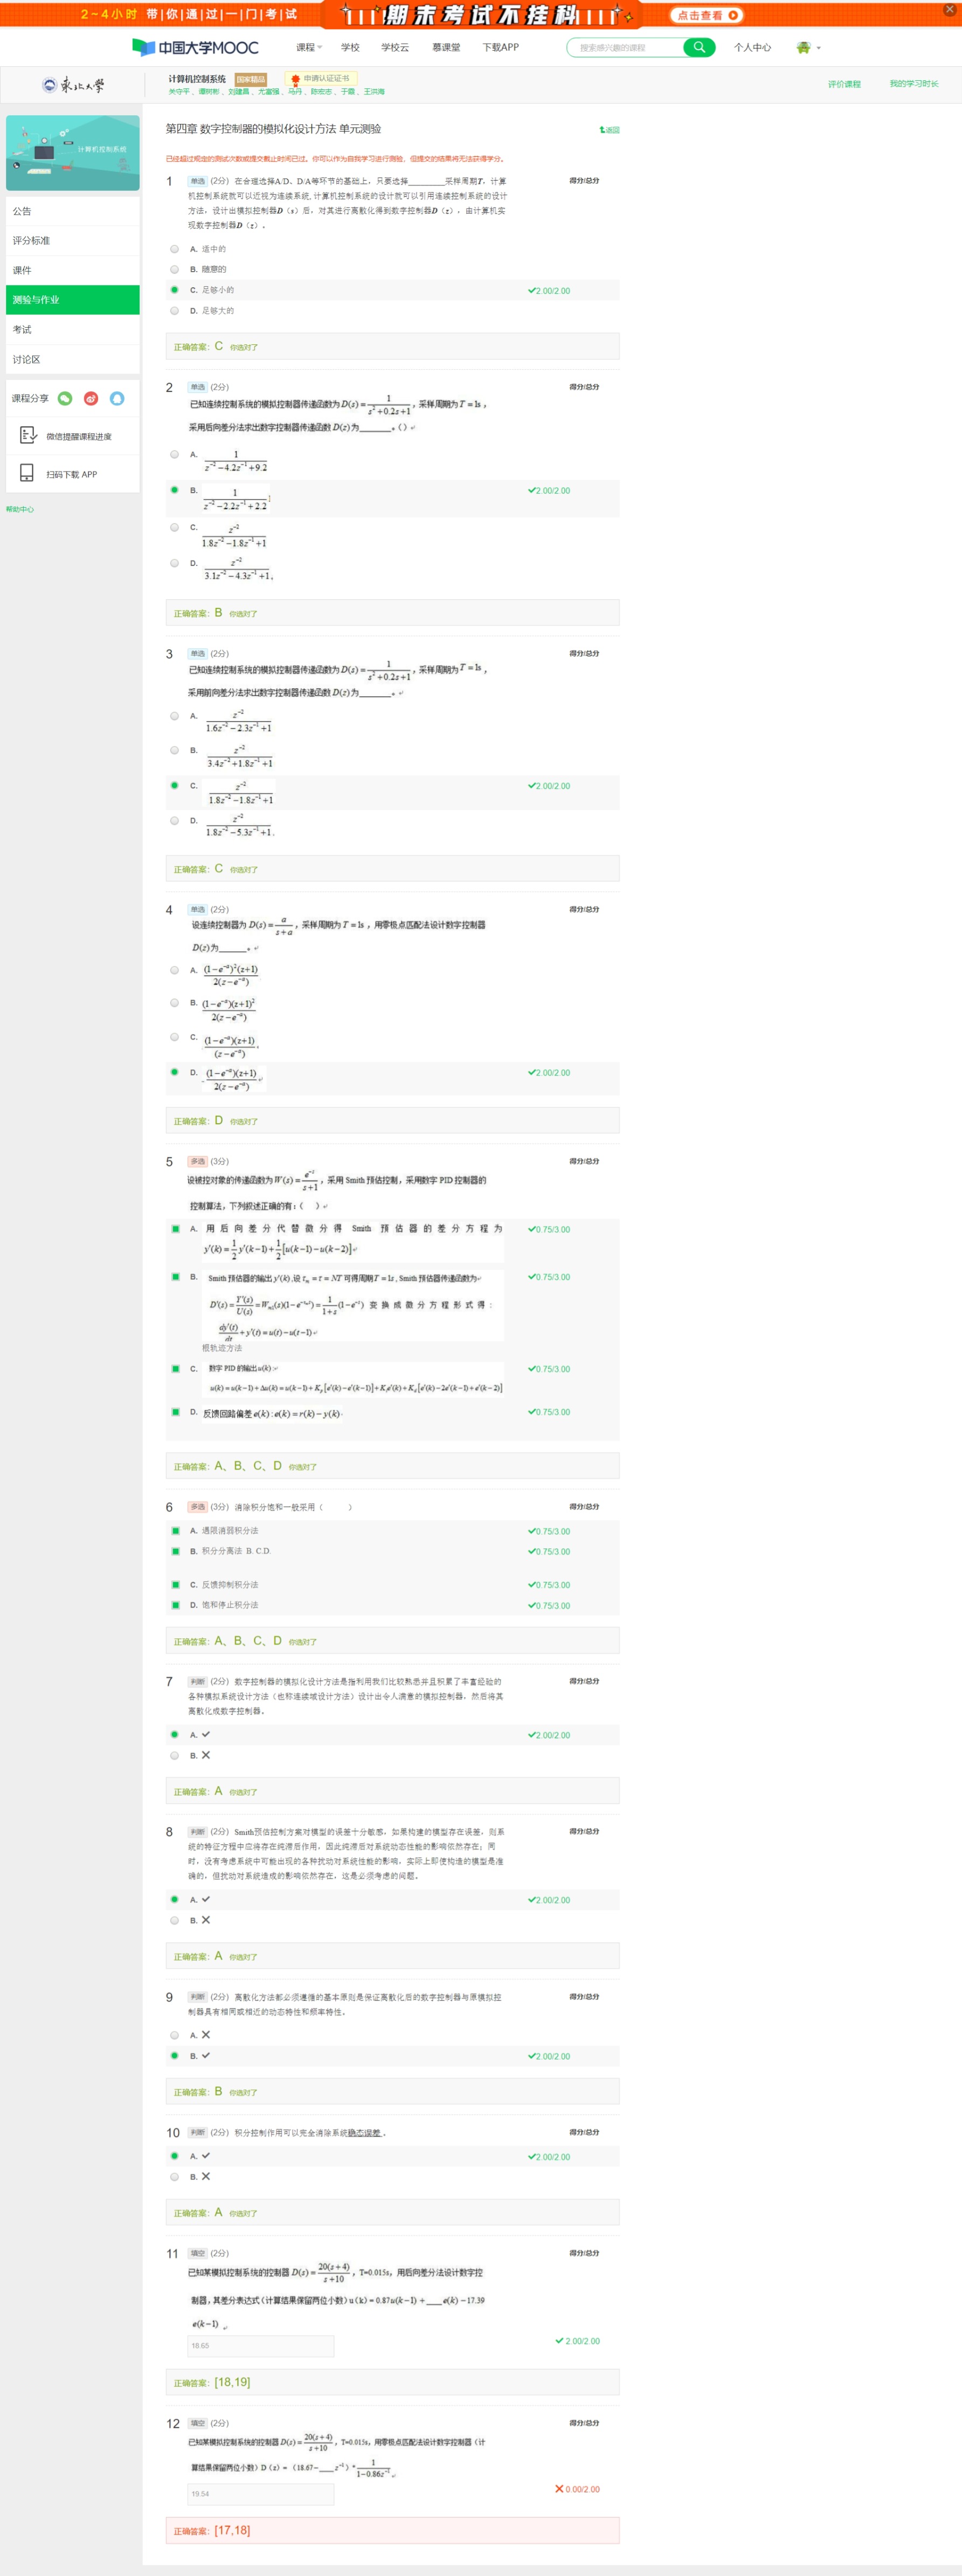 2~4小时 带|你|通|过|一|门|考|试 期末考试不挂科 点击查看
中国大学MOOC 课程 学校 学校云 慕课堂 下载APP 搜索感兴趣的课程 个人中心
东北大学 计算机控制系统 国家精品 申请认证证书 评价课程 我的学习时长
关守平 、谭树彬 、刘建昌 、尤富强 、马丹 、陈宏志 、于霞 、王洪海
计算机控制系统
公告
评分标准
课件
测验与作业
考试
讨论区
课程分享
微信提醒课程进度
扫码下载 APP
帮助中心
第四章 数字控制器的模拟化设计方法 单元测验 返回
已经超过规定的测试次数或提交截止时间已过。你可以作为自我学习进行测验，但提交的结果将无法获得学分。
1 单选 (2分) 在合理选择A/D、D/A等环节的基础上，只要选择_________采样周期T，计算 得分/总分
机控制系统就可以近视为连续系统, 计算机控制系统的设计就可以引用连续控制系统的设计
方法，设计出模拟控制器D（s）后，对其进行离散化得到数字控制器D（z），由计算机实
现数字控制器D（z）。
A. 适中的
B. 随意的
C. 足够小的 2.00/2.00
D. 足够大的
正确答案：C 你选对了
2 单选 (2分) 得分/总分
已知连续控制系统的模拟控制器传递函数为 D(s) = 1/(s²+0.2s+1)，采样周期为 T = 1s，
采用后向差分法求出数字控制器传递函数 D(z)为_______。（）
A. 1/(z⁻²−4.2z⁻¹+9.2)
B. 1/(z⁻²−2.2z⁻¹+2.2) 2.00/2.00
C. z⁻²/(1.8z⁻²−1.8z⁻¹+1)
D. z⁻²/(3.1z⁻²−4.3z⁻¹+1)。
正确答案：B 你选对了
3 单选 (2分) 得分/总分
已知连续控制系统的模拟控制器传递函数为 D(s) = 1/(s²+0.2s+1)，采样周期为 T = 1s，
采用前向差分法求出数字控制器传递函数 D(z)为_______。
A. z⁻²/(1.6z⁻²−2.3z⁻¹+1)
B. z⁻²/(3.4z⁻²+1.8z⁻¹+1)
C. z⁻²/(1.8z⁻²−1.8z⁻¹+1) 2.00/2.00
D. z⁻²/(1.8z⁻²−5.3z⁻¹+1)。
正确答案：C 你选对了
4 单选 (2分) 得分/总分
设连续控制器为 D(s) = a/(s+a)，采样周期为 T = 1s，用零极点匹配法设计数字控制器
D(z)为______。
A. (1−e⁻ᵃ)²(z+1)/2(z−e⁻ᵃ)
B. (1−e⁻ᵃ)(z+1)²/2(z−e⁻ᵃ)
C. (1−e⁻ᵃ)(z+1)/(z−e⁻ᵃ)
D. (1−e⁻ᵃ)(z+1)/2(z−e⁻ᵃ) 2.00/2.00
正确答案：D 你选对了
5 多选 (3分) 得分/总分
设被控对象的传递函数为 W(s) = e⁻ˢ/(s+1)，采用 Smith 预估控制，采用数字 PID 控制器的
控制算法，下列叙述正确的有：（ ）
A. 用后向差分代替微分得 Smith 预估器的差分方程为 0.75/3.00
y'(k) = 1/2 y'(k−1) + 1/2 [u(k−1)−u(k−2)]
B. Smith 预估器的输出 y'(k),设 τₘ = τ = NT 可得周期 T = 1s , Smith 预估器传递函数为 0.75/3.00
D'(s) = Y'(s)/U(s) = Wₘ(s)(1−e^(−τₘs)) = 1/(1+s) (1−e⁻ˢ) 变换成微分方程形式得：
dy'(t)/dt + y'(t) = u(t)−u(t−1)
根轨迹方法
C. 数字 PID 的输出 u(k): 0.75/3.00
u(k) = u(k−1)+Δu(k) = u(k−1)+Kₚ[e'(k)−e'(k−1)]+Kᵢe'(k)+K_d[e'(k)−2e'(k−1)+e'(k−2)]
D. 反馈回路偏差 e(k) : e(k) = r(k)−y(k) 0.75/3.00
正确答案：A、B、C、D 你选对了
6 多选 (3分) 消除积分饱和一般采用（ ） 得分/总分
A. 遇限消弱积分法 0.75/3.00
B. 积分分离法 B. C.D. 0.75/3.00
C. 反馈抑制积分法 0.75/3.00
D. 饱和停止积分法 0.75/3.00
正确答案：A、B、C、D 你选对了
7 判断 (2分) 数字控制器的模拟化设计方法是指利用我们比较熟悉并且积累了丰富经验的 得分/总分
各种模拟系统设计方法（也称连续域设计方法）设计出令人满意的模拟控制器，然后将其
离散化成数字控制器。
A. ✓ 2.00/2.00
B. ✕
正确答案：A 你选对了
8 判断 (2分) Smith预估控制方案对模型的误差十分敏感，如果构建的模型存在误差，则系 得分/总分
统的特征方程中应将存在纯滞后作用，因此纯滞后对系统动态性能的影响依然存在；同
时，没有考虑系统中可能出现的各种扰动对系统性能的影响，实际上即使构造的模型是准
确的，但扰动对系统造成的影响依然存在，这是必须考虑的问题。
A. ✓ 2.00/2.00
B. ✕
正确答案：A 你选对了
9 判断 (2分) 离散化方法都必须遵循的基本原则是保证离散化后的数字控制器与原模拟控 得分/总分
制器具有相同或相近的动态特性和频率特性。
A. ✕
B. ✓ 2.00/2.00
正确答案：B 你选对了
10 判断 (2分) 积分控制作用可以完全消除系统稳态误差 。 得分/总分
A. ✓ 2.00/2.00
B. ✕
正确答案：A 你选对了
11 填空 (2分) 得分/总分
已知某模拟控制系统的控制器 D(s) = 20(s+4)/(s+10)，T=0.015s，用后向差分法设计数字控
制器，其差分表达式（计算结果保留两位小数）u（k）= 0.87u(k−1) + ___e(k) −17.39
e(k−1) 。
18.65 2.00/2.00
正确答案：[18,19]
12 填空 (2分) 得分/总分
已知某模拟控制系统的控制器 D(s) = 20(s+4)/(s+10)，T=0.015s，用零极点匹配法设计数字控制器（计
算结果保留两位小数）D（z）=（18.67−____z⁻¹）* 1/(1−0.86z⁻¹)。
19.54 0.00/2.00
正确答案：[17,18]